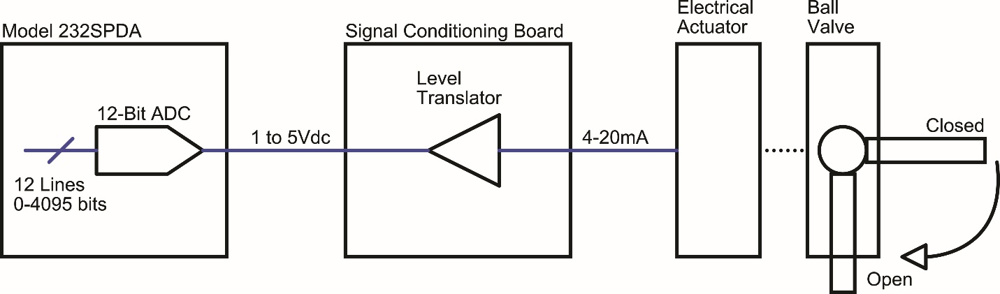 Model 232SPDA
Signal Conditioning Board
Electrical
Actuator
Ball
Valve
Level
Translator
12-Bit ADC
1 to 5Vdc
4-20mA
Closed
12 Lines
0-4095 bits
Open